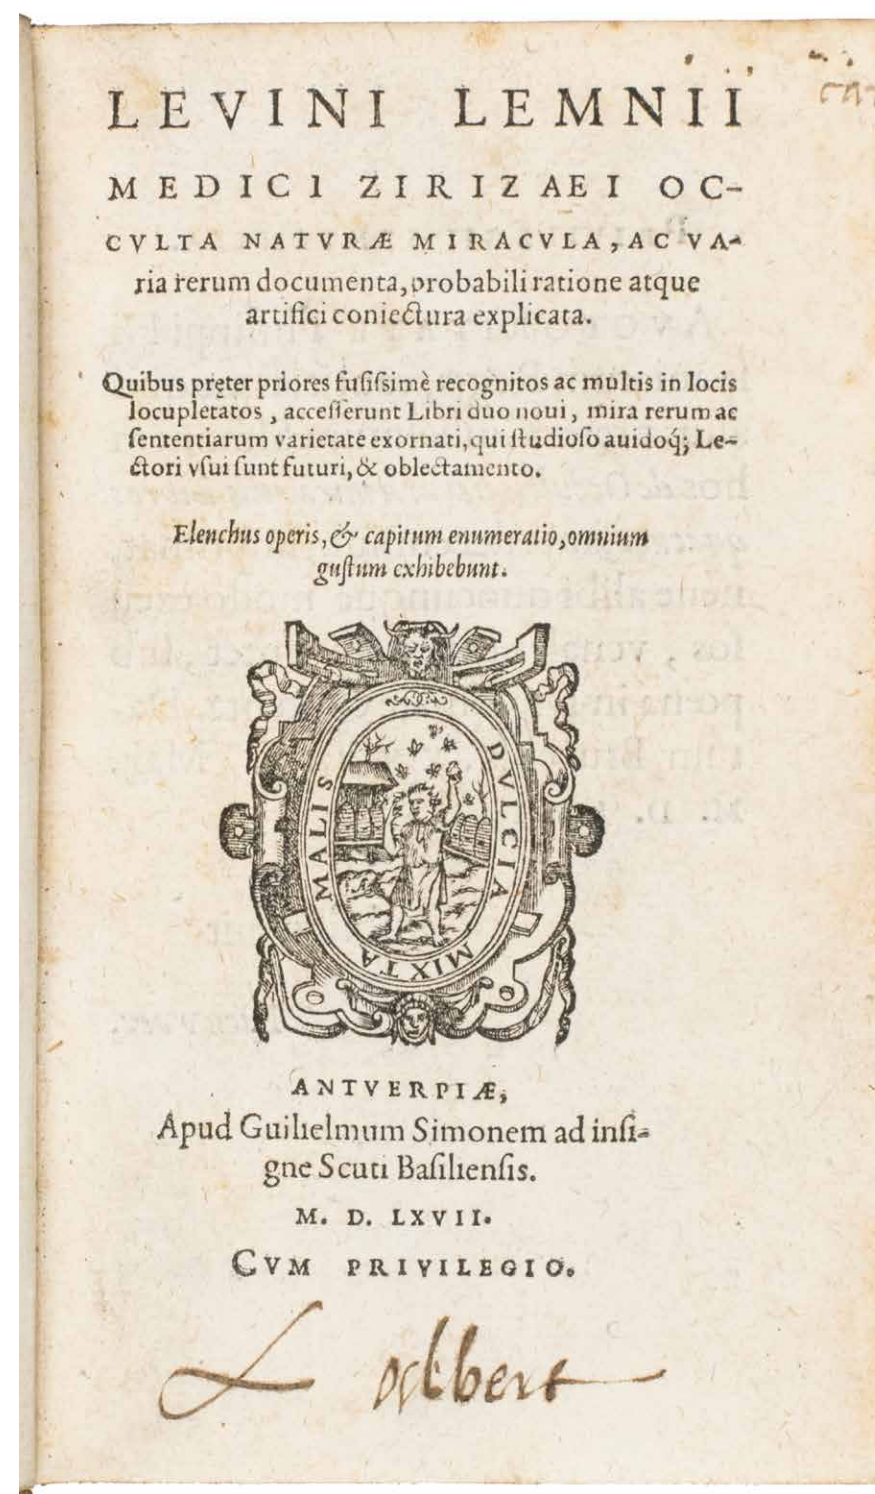 LEVINI LEMNII
MEDICI ZIRIZAEI OC-
CVLTA NATVRÆ MIRACVLA, AC VA-
ria rerum documenta, probabili ratione atque
artifici coniectura explicata.
Quibus pręter priores fuſiſsimè recognitos ac multis in locis
locupletatos, acceſſerunt Libri duo noui, mira rerum ac
ſententiarum varietate exornati, qui ſtudioſo auidoq́; Le-
ctori vſui ſunt futuri, & oblectamento.
Elenchus operis, & capitum enumeratio, omnium
guſtum exhibebunt.
DVLCIA
MIXTA
MALIS
ANTVERPIÆ,
Apud Guilielmum Simonem ad inſi-
gne Scuti Baſilienſis.
M. D. LXVII.
CVM PRIVILEGIO.